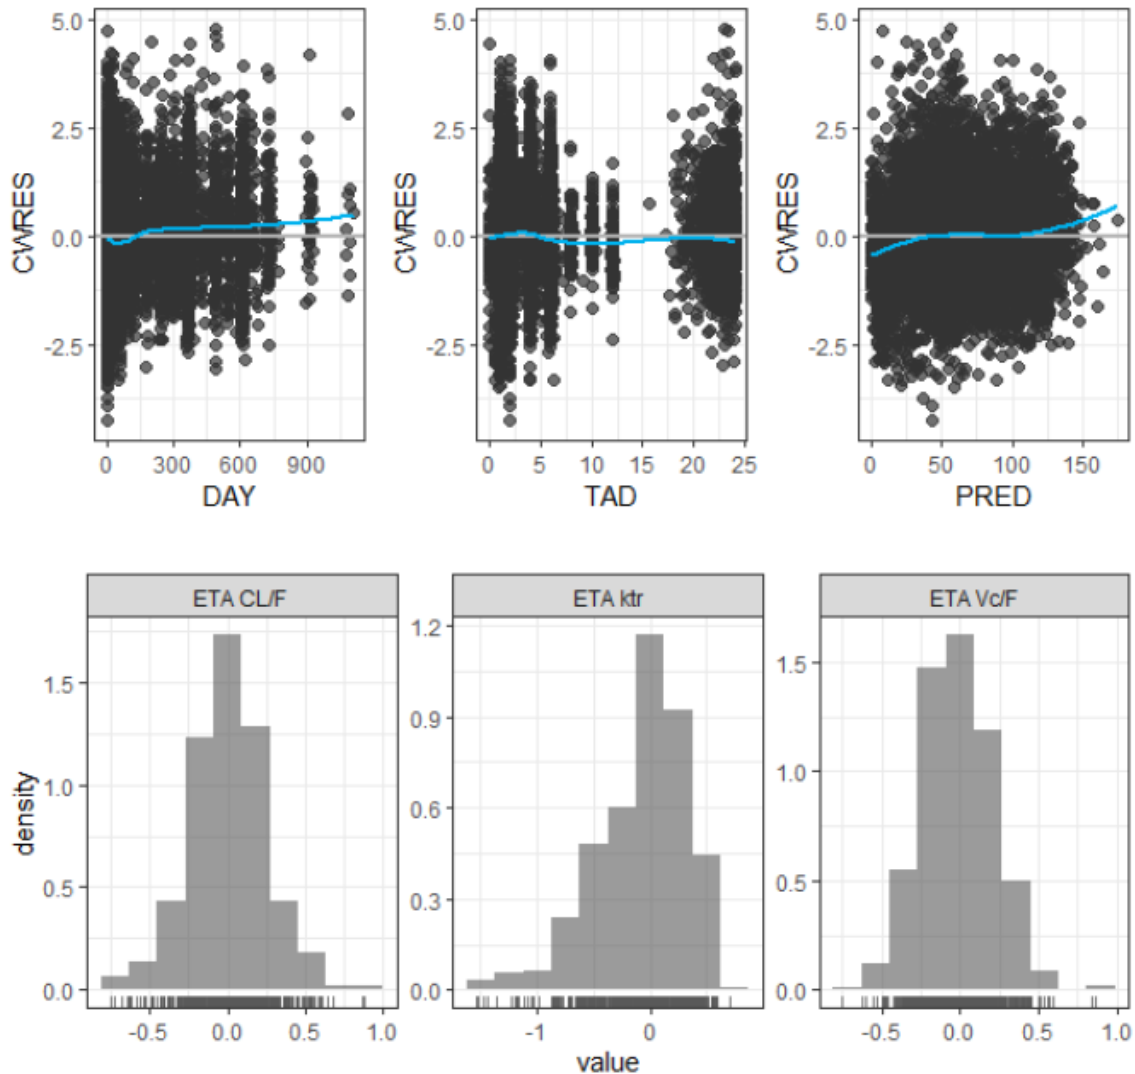 5.0
2.5
0.0
-2.5
CWRES
0 300 600 900
DAY
5.0
2.5
0.0
-2.5
CWRES
0 5 10 15 20 25
TAD
5.0
2.5
0.0
-2.5
CWRES
0 50 100 150
PRED
density
ETA CL/F
1.5
1.0
0.5
0.0
-0.5 0.0 0.5 1.0
ETA ktr
1.2
0.9
0.6
0.3
0.0
-1 0
ETA Vc/F
1.5
1.0
0.5
0.0
-0.5 0.0 0.5 1.0
value